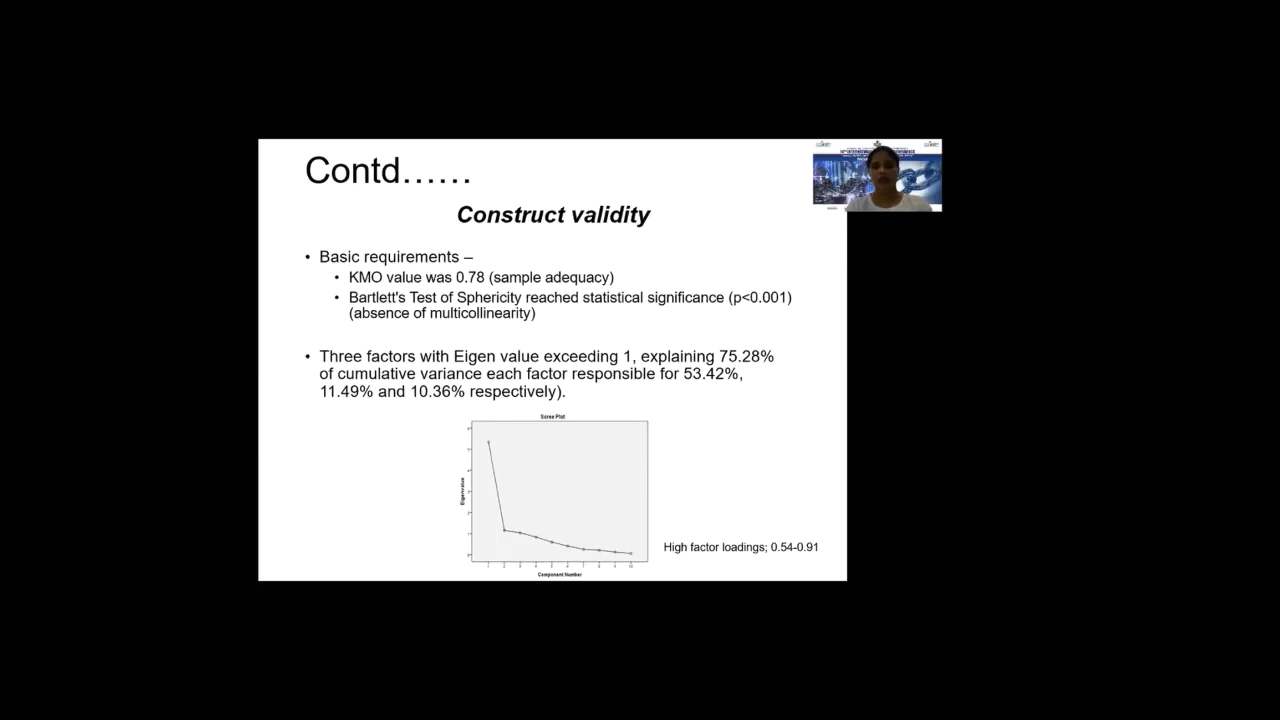 Contd......
Construct validity
• Basic requirements –
• KMO value was 0.78 (sample adequacy)
• Bartlett's Test of Sphericity reached statistical significance (p<0.001)
(absence of multicollinearity)
• Three factors with Eigen value exceeding 1, explaining 75.28%
of cumulative variance each factor responsible for 53.42%,
11.49% and 10.36% respectively).
Scree Plot
Eigenvalue
Component Number
High factor loadings; 0.54-0.91